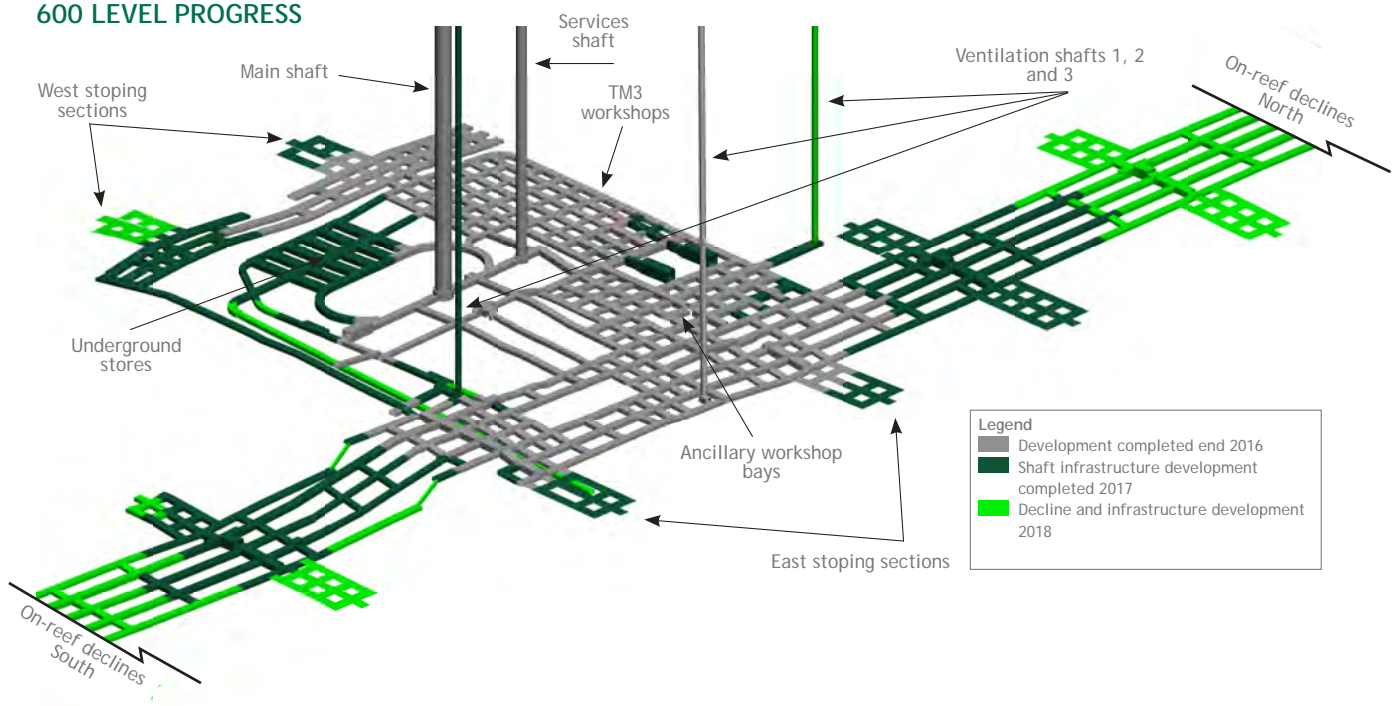 600 LEVEL PROGRESS
Services
shaft
Main shaft
West stoping
sections
TM3
workshops
Ventilation shafts 1, 2
and 3
On-reef declines
North
Underground
stores
Ancillary workshop
bays
East stoping sections
Legend
Development completed end 2016
Shaft infrastructure development
completed 2017
Decline and infrastructure development
2018
On-reef declines
South